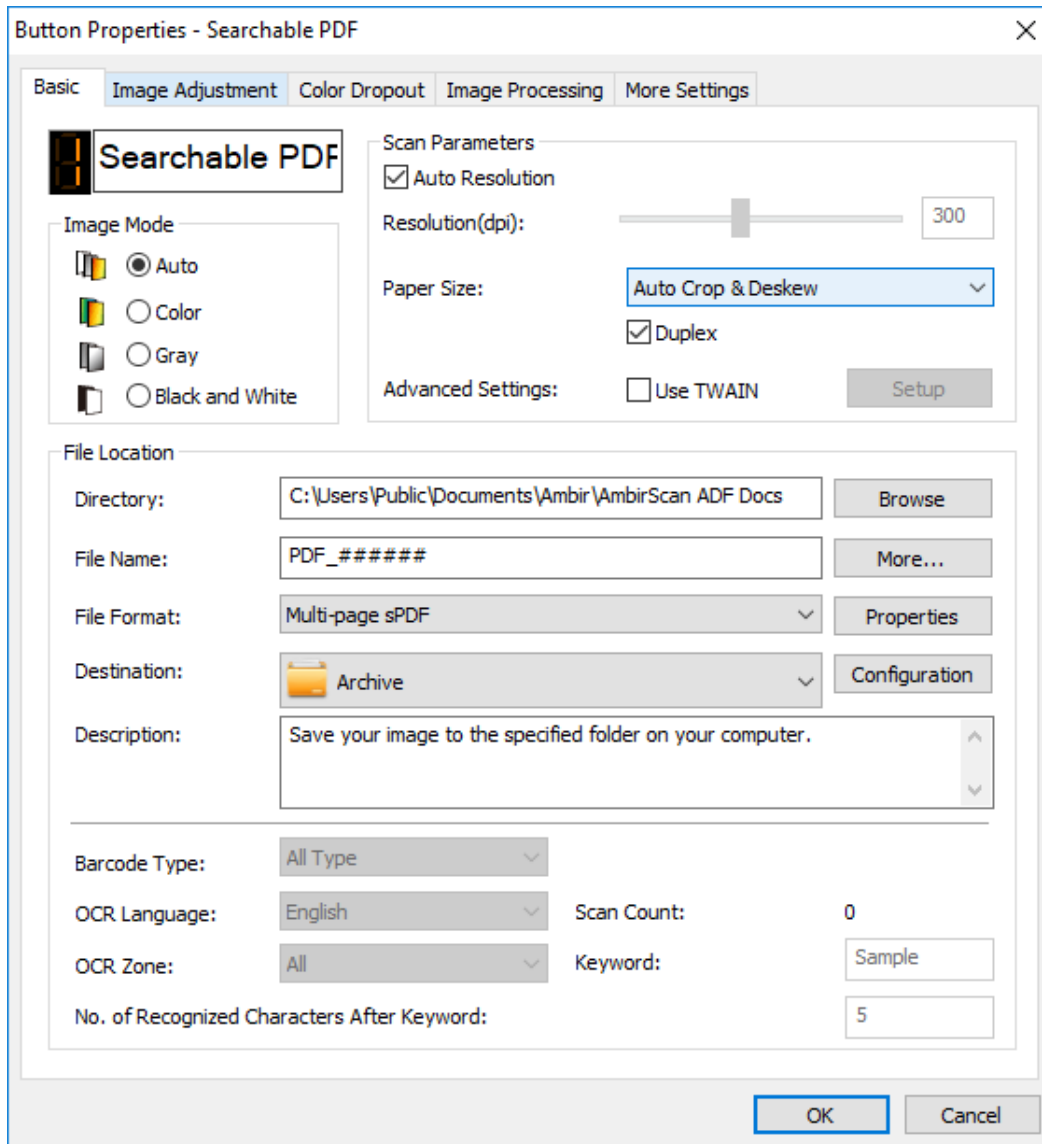 Button Properties - Searchable PDF
Basic Image Adjustment Color Dropout Image Processing More Settings
1 Searchable PDF
Scan Parameters
Auto Resolution
Resolution(dpi): 300
Image Mode
Auto
Color
Gray
Black and White
Paper Size: Auto Crop & Deskew
Duplex
Advanced Settings: Use TWAIN Setup
File Location
Directory: C:\Users\Public\Documents\Ambir\AmbirScan ADF Docs Browse
File Name: PDF_###### More...
File Format: Multi-page sPDF Properties
Destination: Archive Configuration
Description: Save your image to the specified folder on your computer.
Barcode Type: All Type
OCR Language: English Scan Count: 0
OCR Zone: All Keyword: Sample
No. of Recognized Characters After Keyword: 5
OK Cancel